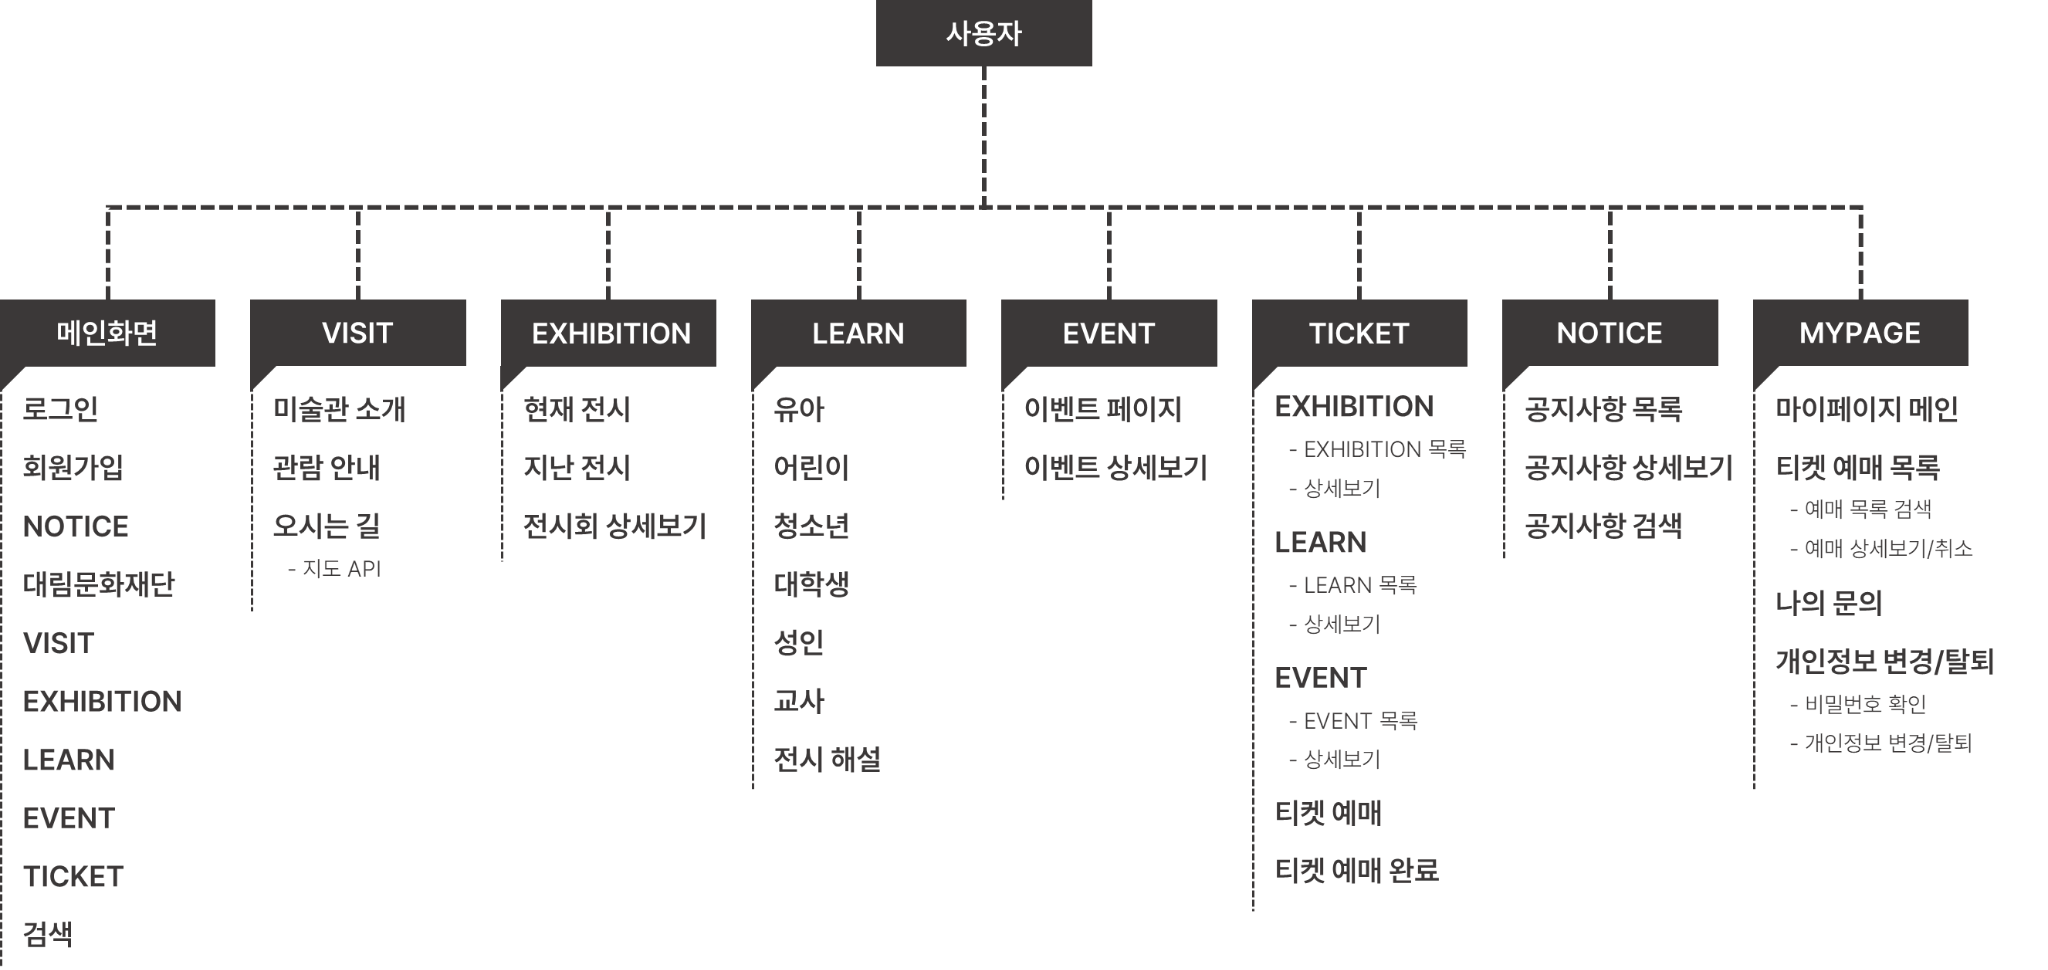 사용자
메인화면
로그인
회원가입
NOTICE
대림문화재단
VISIT
EXHIBITION
LEARN
EVENT
TICKET
검색
VISIT
미술관 소개
관람 안내
오시는 길
- 지도 API
EXHIBITION
현재 전시
지난 전시
전시회 상세보기
LEARN
유아
어린이
청소년
대학생
성인
교사
전시 해설
EVENT
이벤트 페이지
이벤트 상세보기
TICKET
EXHIBITION
- EXHIBITION 목록
- 상세보기
LEARN
- LEARN 목록
- 상세보기
EVENT
- EVENT 목록
- 상세보기
티켓 예매
티켓 예매 완료
NOTICE
공지사항 목록
공지사항 상세보기
공지사항 검색
MYPAGE
마이페이지 메인
티켓 예매 목록
- 예매 목록 검색
- 예매 상세보기/취소
나의 문의
개인정보 변경/탈퇴
- 비밀번호 확인
- 개인정보 변경/탈퇴